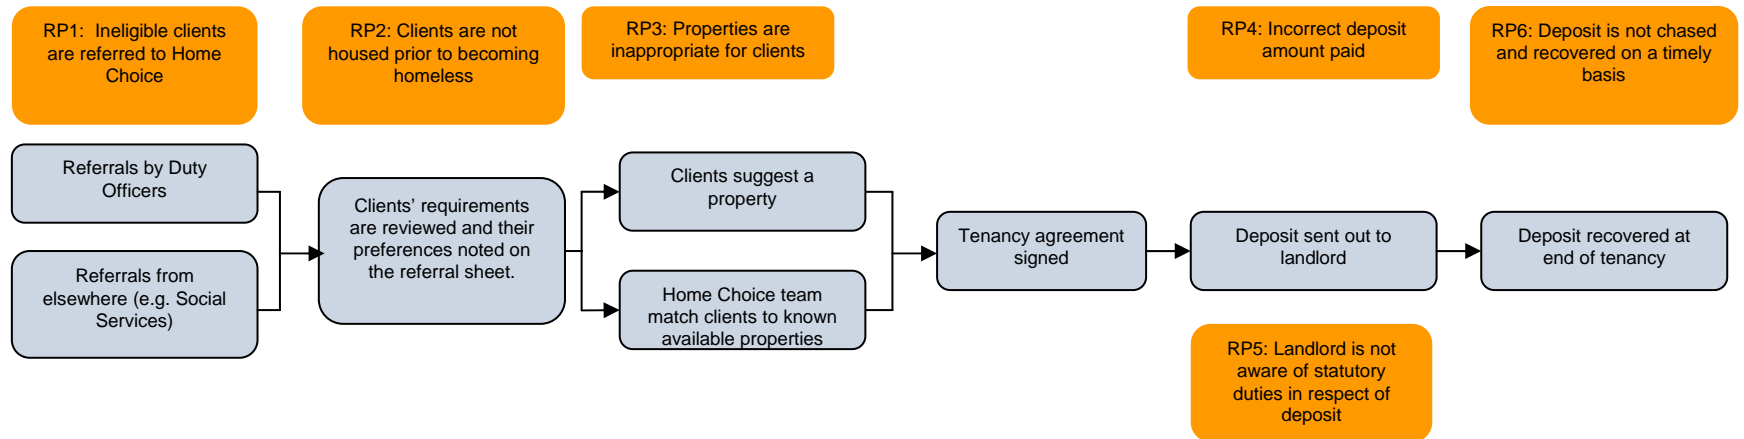 RP1:  Ineligible clients
are referred to Home
Choice
RP2: Clients are not
housed prior to becoming
homeless
RP3: Properties are
inappropriate for clients
RP4: Incorrect deposit
amount paid
RP6: Deposit is not chased
and recovered on a timely
basis
Referrals by Duty
Officers
Referrals from
elsewhere (e.g. Social
Services)
Clients’ requirements
are reviewed and their
preferences noted on
the referral sheet.
Clients suggest a
property
Home Choice team
match clients to known
available properties
Tenancy agreement
signed
Deposit sent out to
landlord
Deposit recovered at
end of tenancy
RP5: Landlord is not
aware of statutory
duties in respect of
deposit